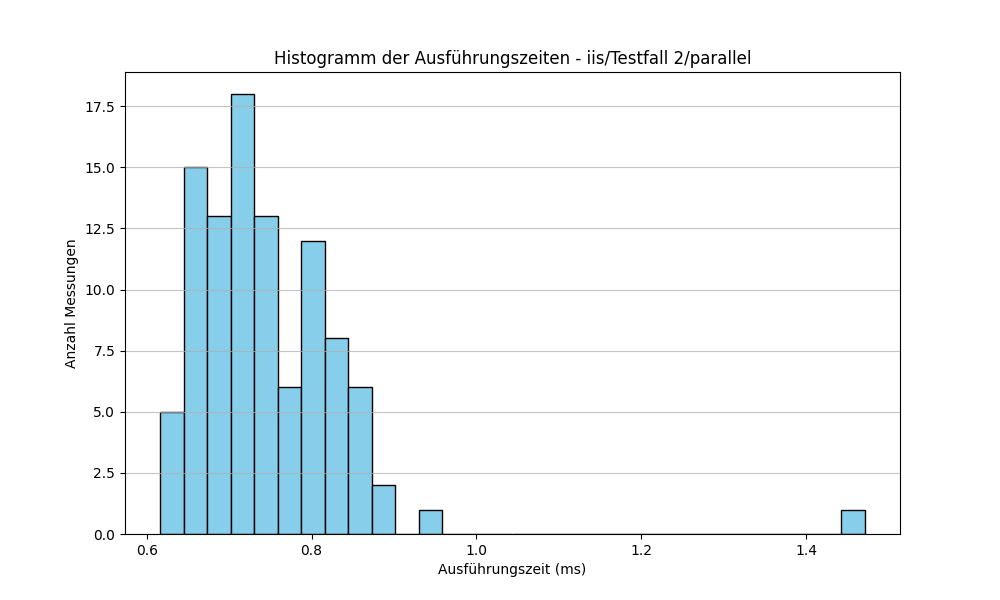 Histogramm der Ausführungszeiten - iis/Testfall 2/parallel
17.5
15.0
12.5
10.0
7.5
5.0
2.5
0.0
Anzahl Messungen
0.6 0.8 1.0 1.2 1.4
Ausführungszeit (ms)